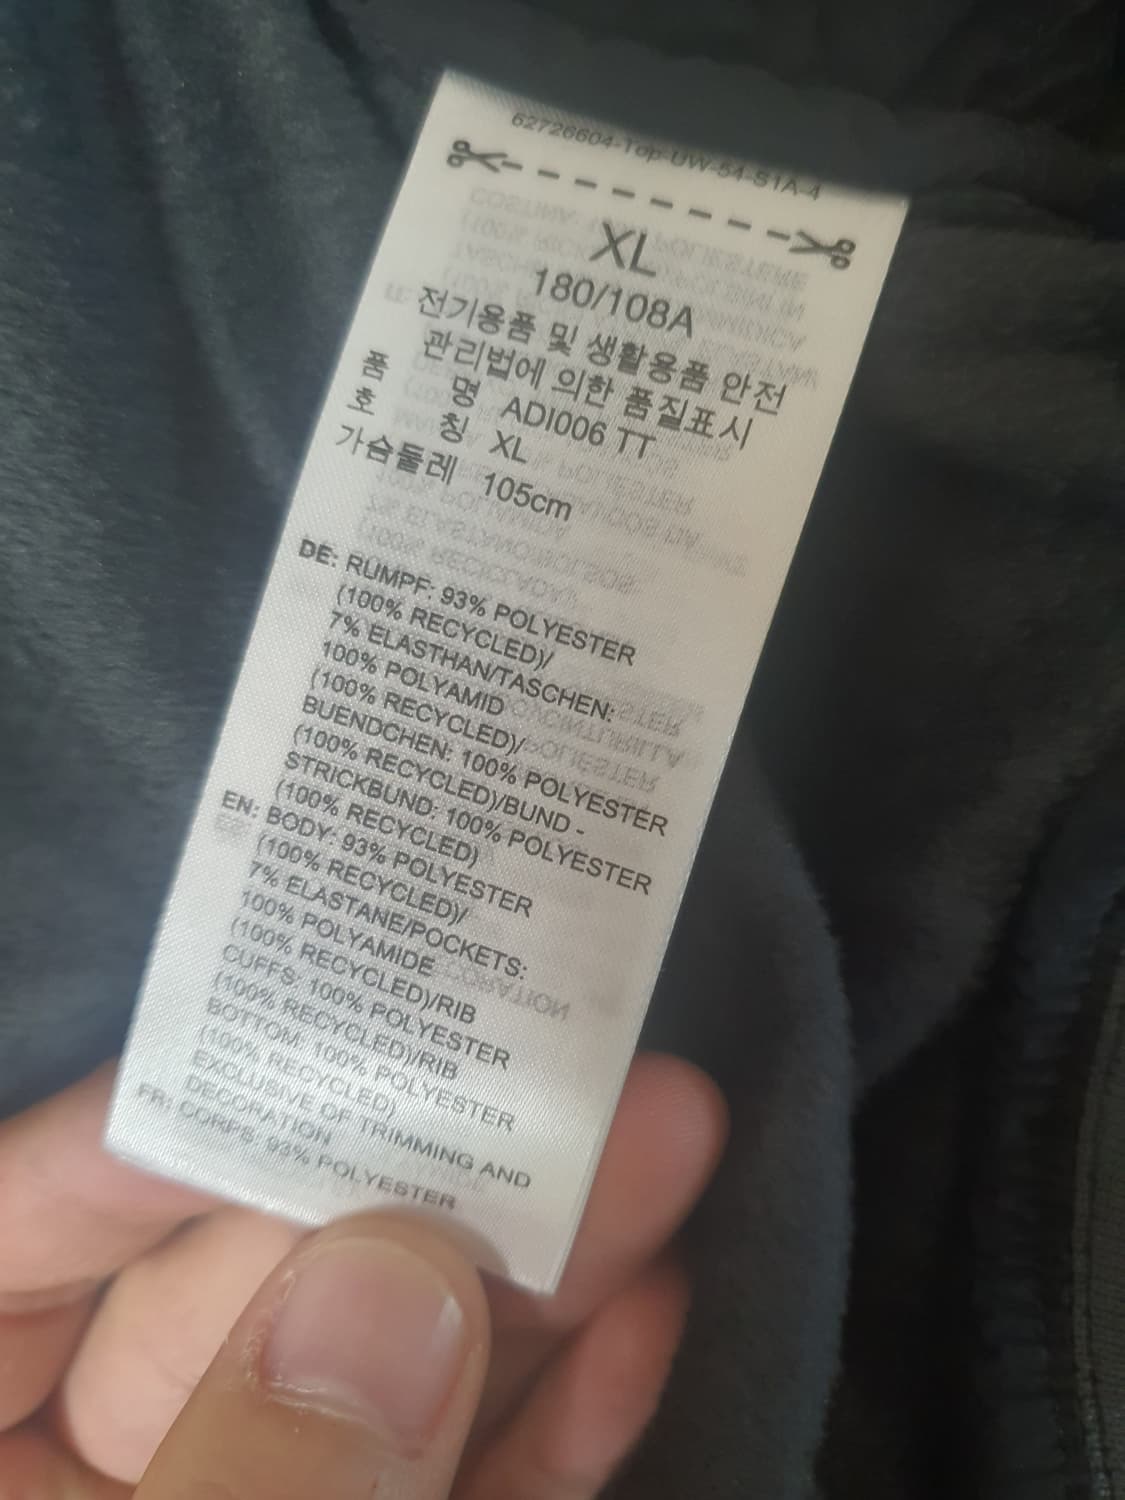 62726604-Top-UW-54-S1A-4
XL
180/108A
전기용품 및 생활용품 안전
관리법에 의한 품질표시
품 명 ADI006 TT
호 칭 XL
가슴둘레 105cm
DE: RUMPF: 93% POLYESTER
(100% RECYCLED)/
7% ELASTHAN/TASCHEN:
100% POLYAMID
(100% RECYCLED)/
BUENDCHEN: 100% POLYESTER
(100% RECYCLED)/BUND -
STRICKBUND: 100% POLYESTER
(100% RECYCLED)
EN: BODY: 93% POLYESTER
(100% RECYCLED)/
7% ELASTANE/POCKETS:
100% POLYAMIDE
(100% RECYCLED)/RIB
CUFFS: 100% POLYESTER
(100% RECYCLED)/RIB
BOTTOM: 100% POLYESTER
(100% RECYCLED)
EXCLUSIVE OF TRIMMING AND
DECORATION
FR: CORPS: 93% POLYESTER